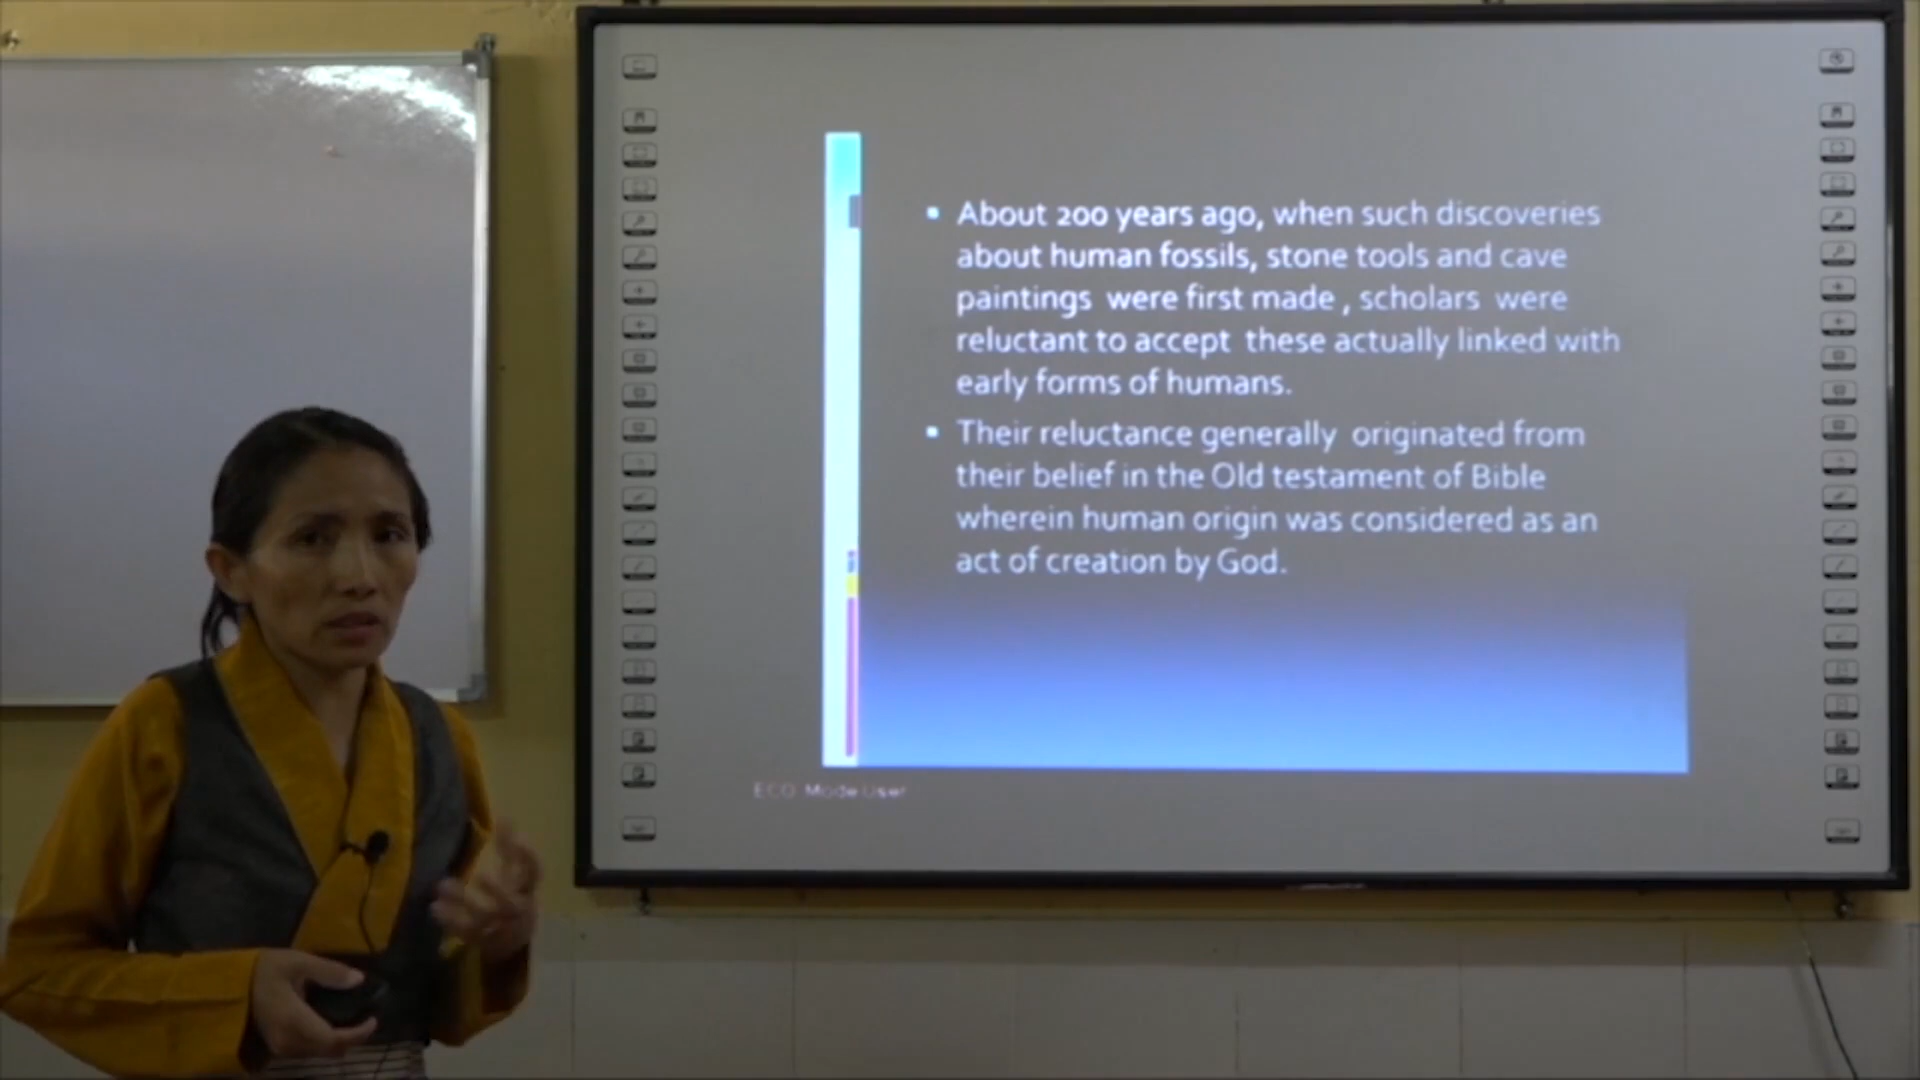 About 200 years ago, when such discoveries
about human fossils, stone tools and cave
paintings were first made , scholars were
reluctant to accept these actually linked with
early forms of humans.
Their reluctance generally originated from
their belief in the Old testament of Bible
wherein human origin was considered as an
act of creation by God.
ECO Mode:User